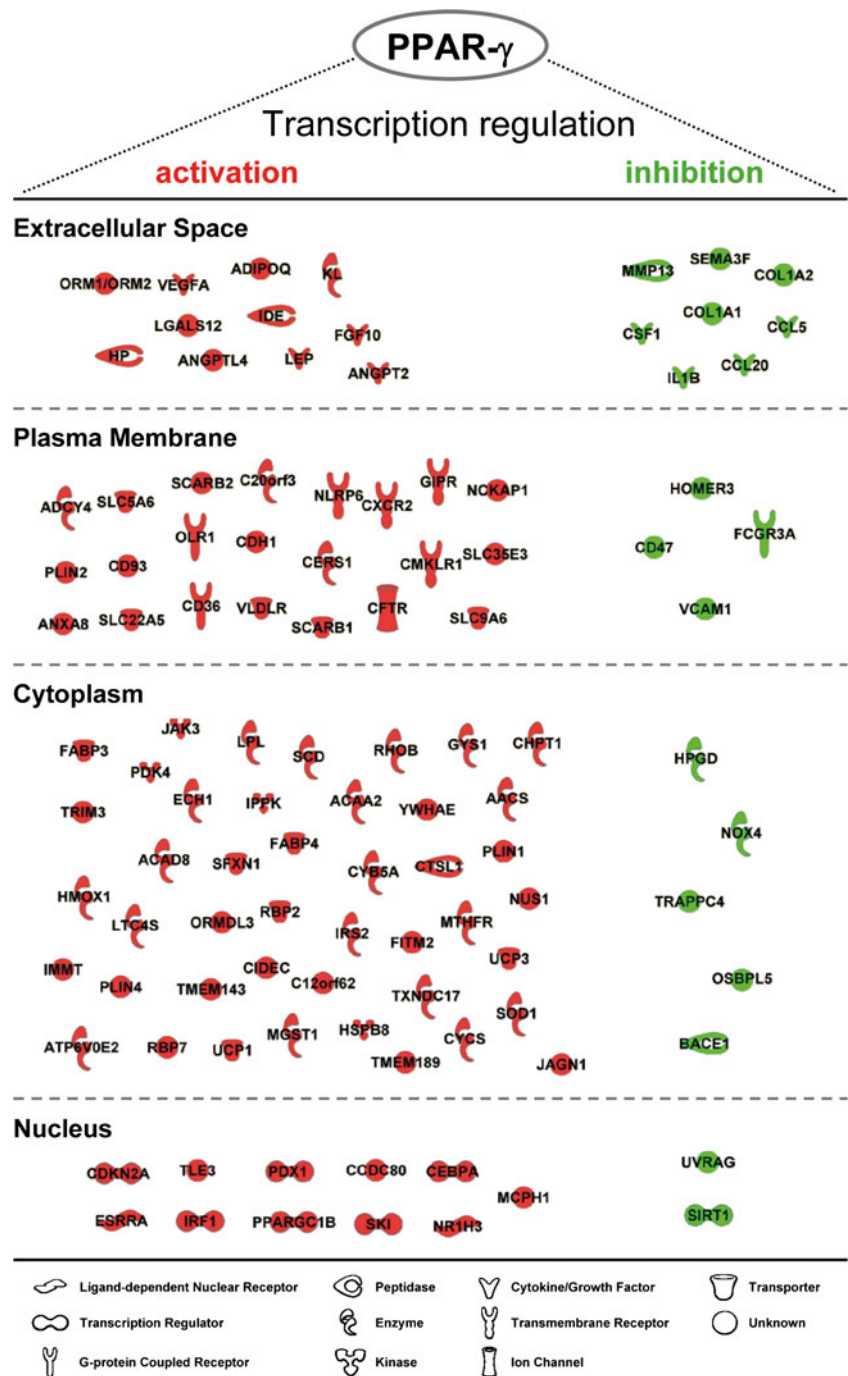 PPAR-γ
Transcription regulation
activation inhibition
Extracellular Space
ORM1/ORM2 VEGFA ADIPOQ KL MMP13 SEMA3F COL1A2
LGALS12 IDE FGF10 CSF1 COL1A1 CCL5
HP ANGPTL4 LEP ANGPT2 IL1B CCL20
Plasma Membrane
ADCY4 SLC5A6 SCARB2 C20orf3 NLRP6 CXCR2 GIPR NCKAP1 HOMER3
PLIN2 CD93 OLR1 CDH1 CERS1 CMKLR1 SLC35E3 CD47 FCGR3A
ANXA8 SLC22A5 CD36 VLDLR SCARB1 CFTR SLC9A6 VCAM1
Cytoplasm
FABP3 JAK3 LPL SCD RHOB GYS1 CHPT1 HPGD
PDK4
TRIM3 ECH1 IPPK ACAA2 YWHAE AACS NOX4
ACAD8 SFXN1 FABP4 CYB5A CTSL1 PLIN1
HMOX1 LTC4S ORMDL3 RBP2 IRS2 FITM2 MTHFR NUS1 TRAPPC4
IMMT PLIN4 TMEM143 CIDEC C12orf62 TXNDC17 UCP3 OSBPL5
ATP6V0E2 RBP7 UCP1 MGST1 HSPB8 TMEM189 CYCS SOD1 JAGN1 BACE1
Nucleus
CDKN2A TLE3 PDX1 CCDC80 CEBPA MCPH1 UVRAG
ESRRA IRF1 PPARGC1B SKI NR1H3 SIRT1
Ligand-dependent Nuclear Receptor Peptidase Cytokine/Growth Factor Transporter
Transcription Regulator Enzyme Transmembrane Receptor Unknown
G-protein Coupled Receptor Kinase Ion Channel